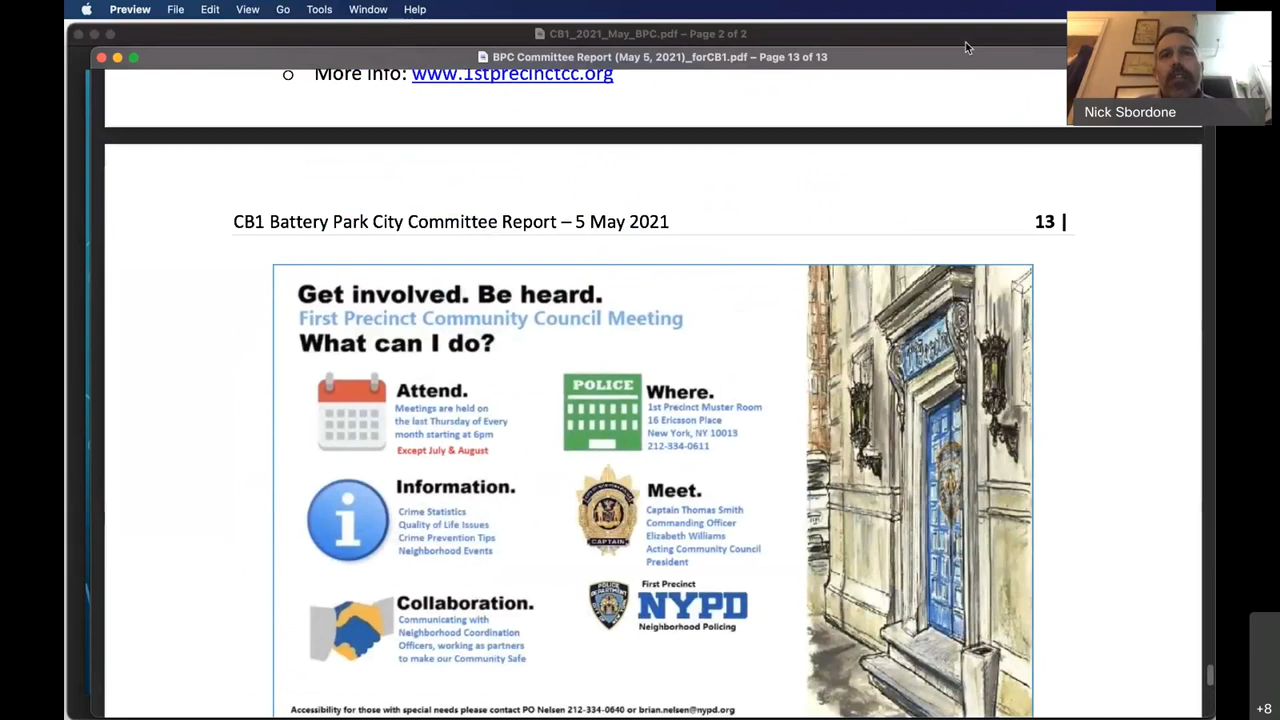 Preview File Edit View Go Tools Window Help
CB1_2021_May_BPC.pdf – Page 2 of 2
BPC Committee Report (May 5, 2021)_forCB1.pdf – Page 13 of 13
Nick Sbordone
o More info: www.1stprecinctcc.org
CB1 Battery Park City Committee Report – 5 May 2021
13 |
Get involved. Be heard.
First Precinct Community Council Meeting
What can I do?
Attend.
Meetings are held on
the last Thursday of Every
month starting at 6pm
Except July & August
POLICE
Where.
1st Precinct Muster Room
16 Ericsson Place
New York, NY 10013
212-334-0611
Information.
Crime Statistics
Quality of Life Issues
Crime Prevention Tips
Neighborhood Events
CAPTAIN
Meet.
Captain Thomas Smith
Commanding Officer
Elizabeth Williams
Acting Community Council
President
Collaboration.
Communicating with
Neighborhood Coordination
Officers, working as partners
to make our Community Safe
First Precinct
NYPD
Neighborhood Policing
Accessibility for those with special needs please contact PO Nelsen 212-334-0640 or brian.nelsen@nypd.org
+8